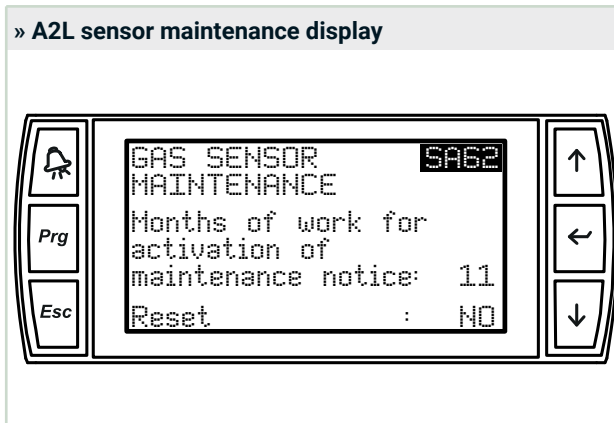 » A2L sensor maintenance display
GAS SENSOR SA62
MAINTENANCE
Prg
Months of work for
activation of
maintenance notice: 11
Esc
Reset : NO